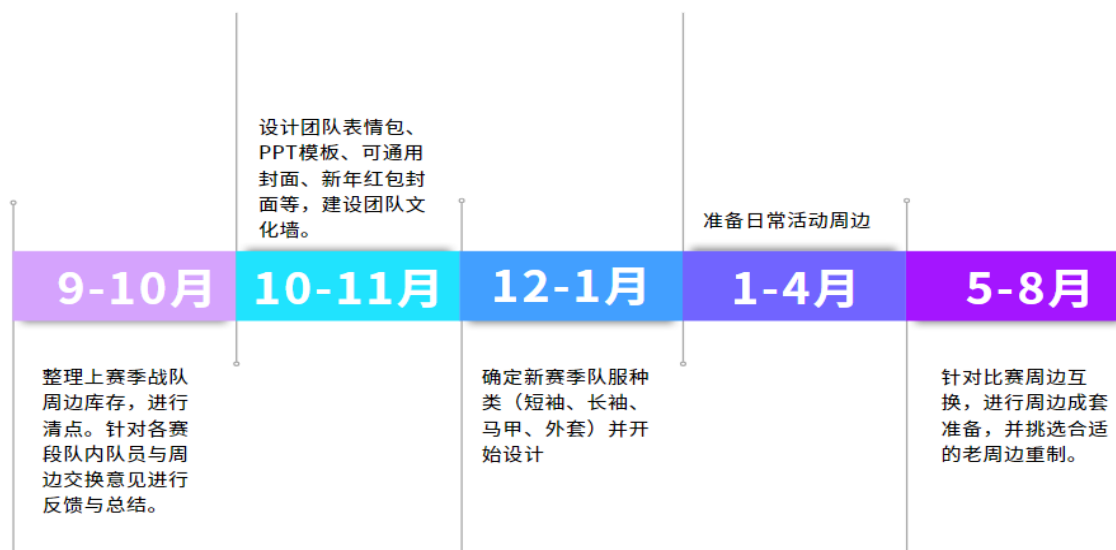 设计团队表情包、
PPT模板、可通用
封面、新年红包封
面等，建设团队文
化墙。
准备日常活动周边
9-10月
10-11月
12-1月
1-4月
5-8月
整理上赛季战队
周边库存，进行
清点。针对各赛
段队内队员与周
边交换意见进行
反馈与总结。
确定新赛季队服种
类（短袖、长袖、
马甲、外套）并开
始设计
针对比赛周边互
换，进行周边成套
准备，并挑选合适
的老周边重制。